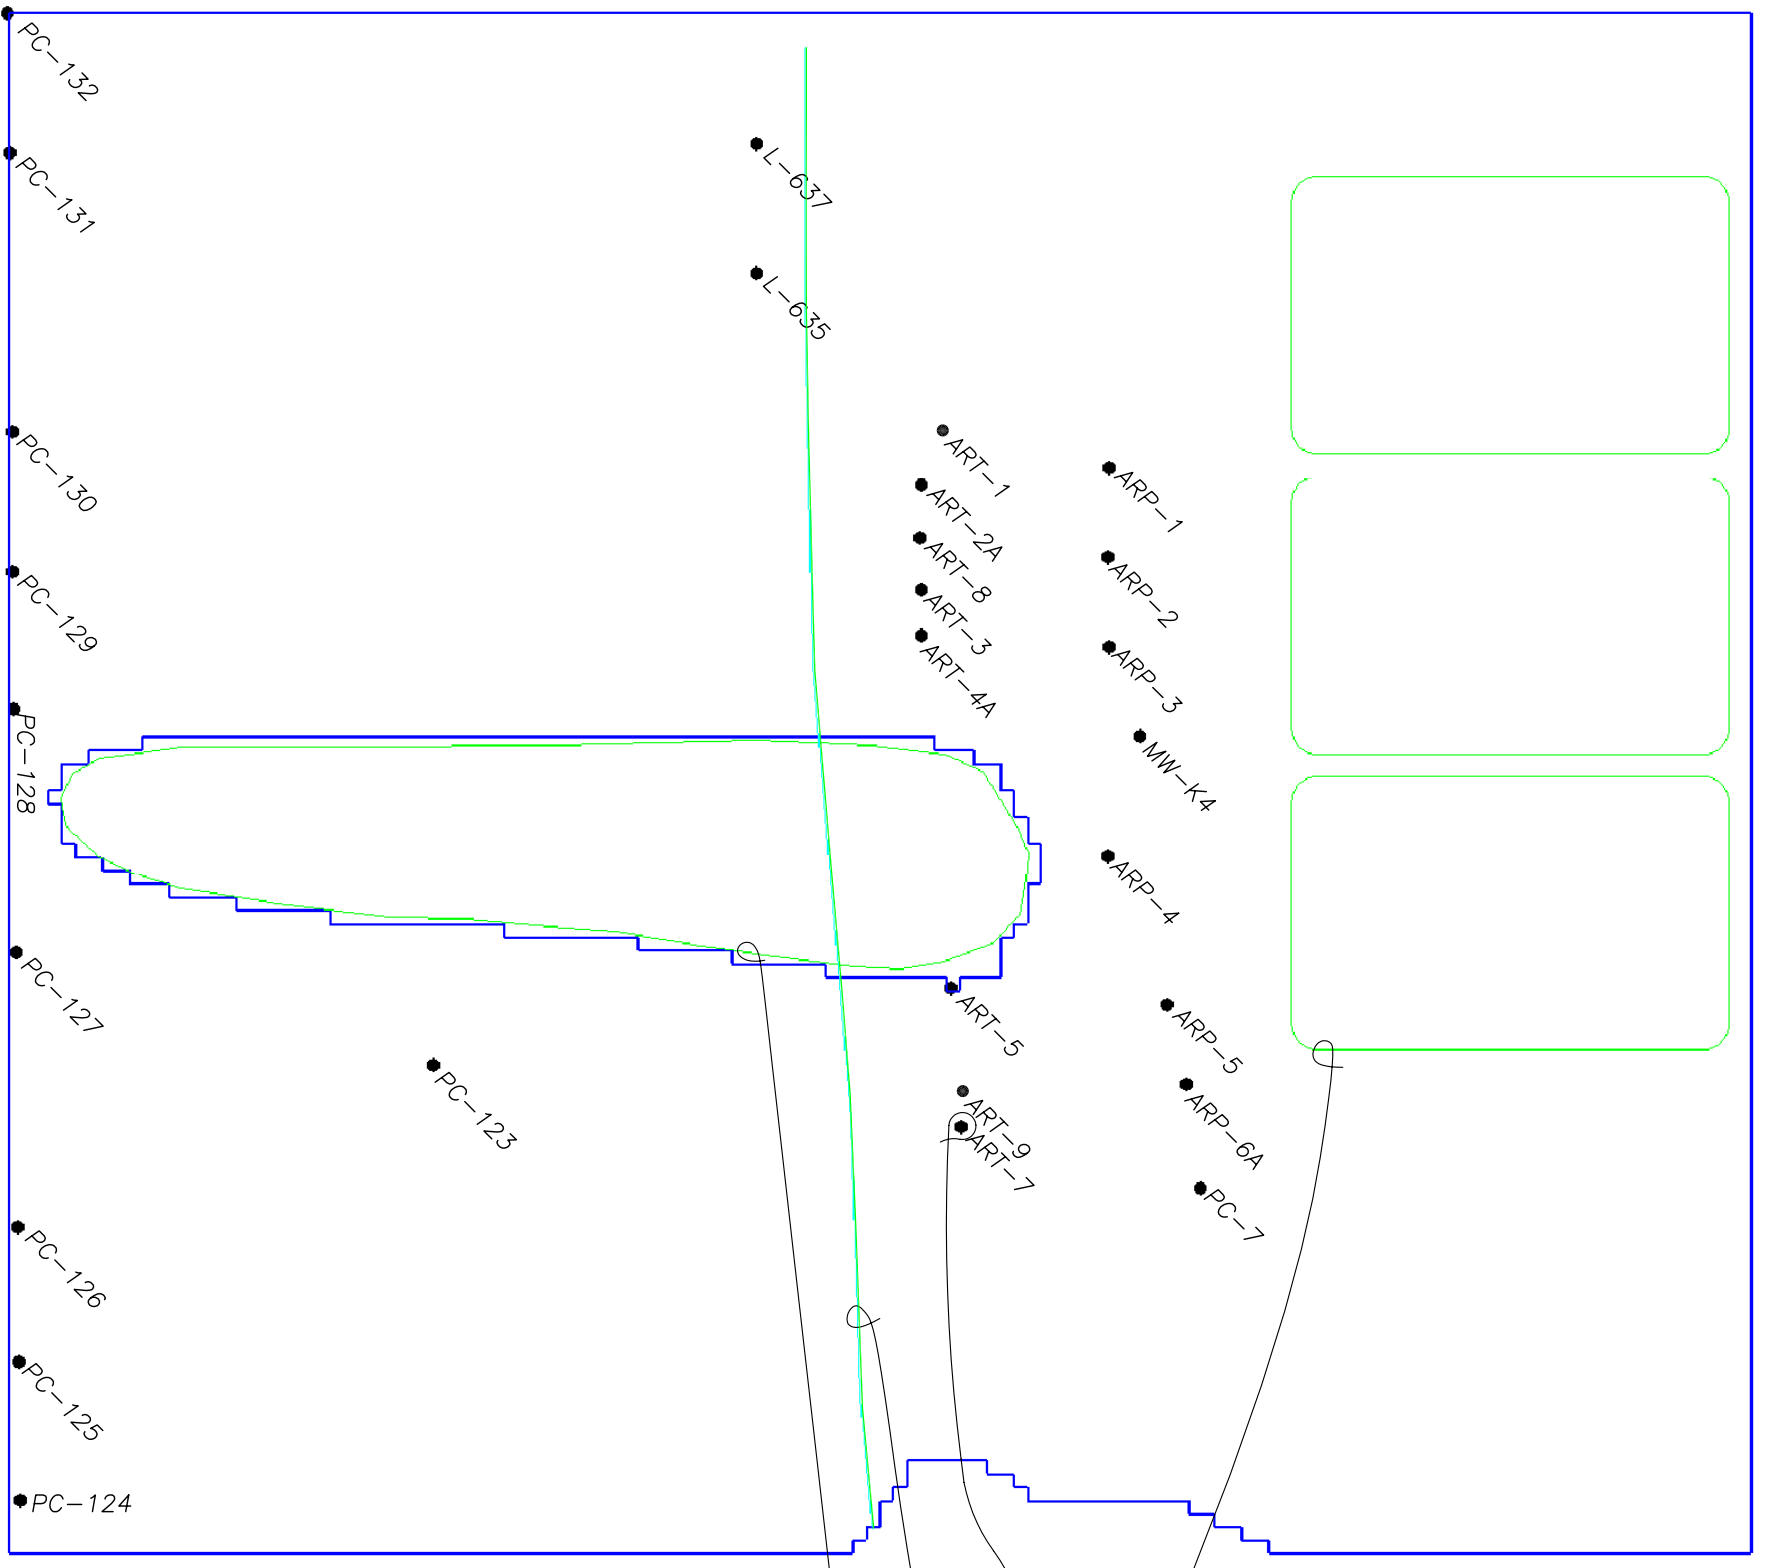 PC-132
PC-131
L-637
L-635
PC-130
ART-1
ARP-1
ART-2A
ART-8
ARP-2
PC-129
ART-3
ART-4A
ARP-3
PC-128
MW-K4
ARP-4
PC-127
ART-5
ARP-5
PC-123
ART-9
ARP-6A
ART-7
PC-7
PC-126
PC-125
PC-124